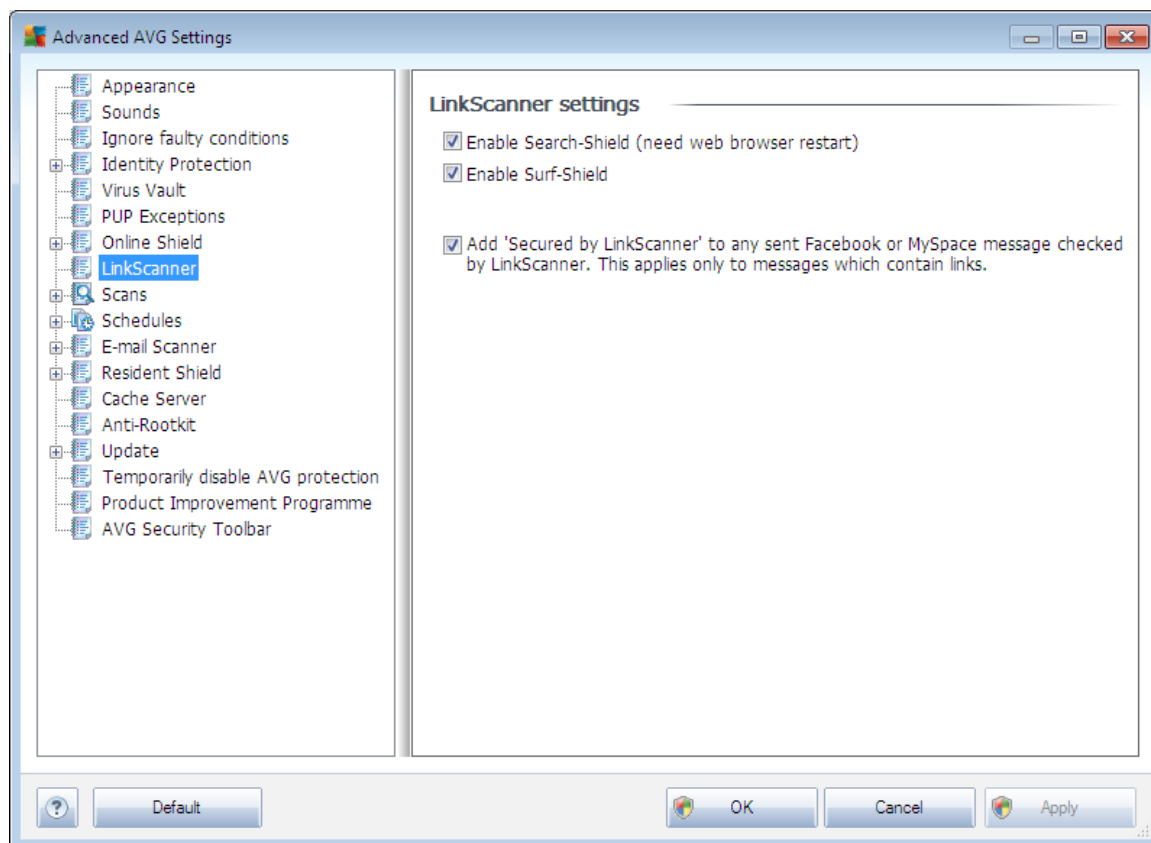 Advanced AVG Settings
Appearance
Sounds
Ignore faulty conditions
Identity Protection
Virus Vault
PUP Exceptions
Online Shield
LinkScanner
Scans
Schedules
E-mail Scanner
Resident Shield
Cache Server
Anti-Rootkit
Update
Temporarily disable AVG protection
Product Improvement Programme
AVG Security Toolbar
LinkScanner settings
Enable Search-Shield (need web browser restart)
Enable Surf-Shield
Add 'Secured by LinkScanner' to any sent Facebook or MySpace message checked
by LinkScanner. This applies only to messages which contain links.
?
Default
OK
Cancel
Apply